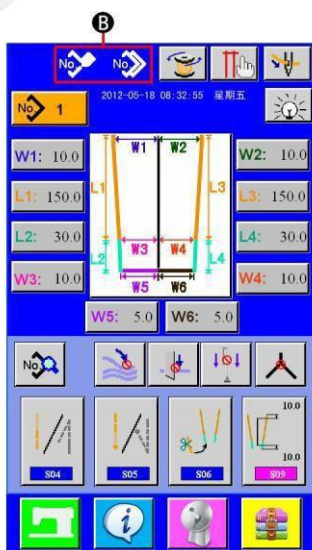 B
No. No.
No. 1
2012-05-18 08:32:55 星期五
W1: 10.0
W2: 10.0
L1: 150.0
L3: 150.0
L2: 30.0
L4: 30.0
W3: 10.0
W4: 10.0
W1 W2
L1 L3
W3 W4
L2 L4
W5 W6
W5: 5.0 W6: 5.0
No.
10.0
10.0
S04 S05 S06 S09
i